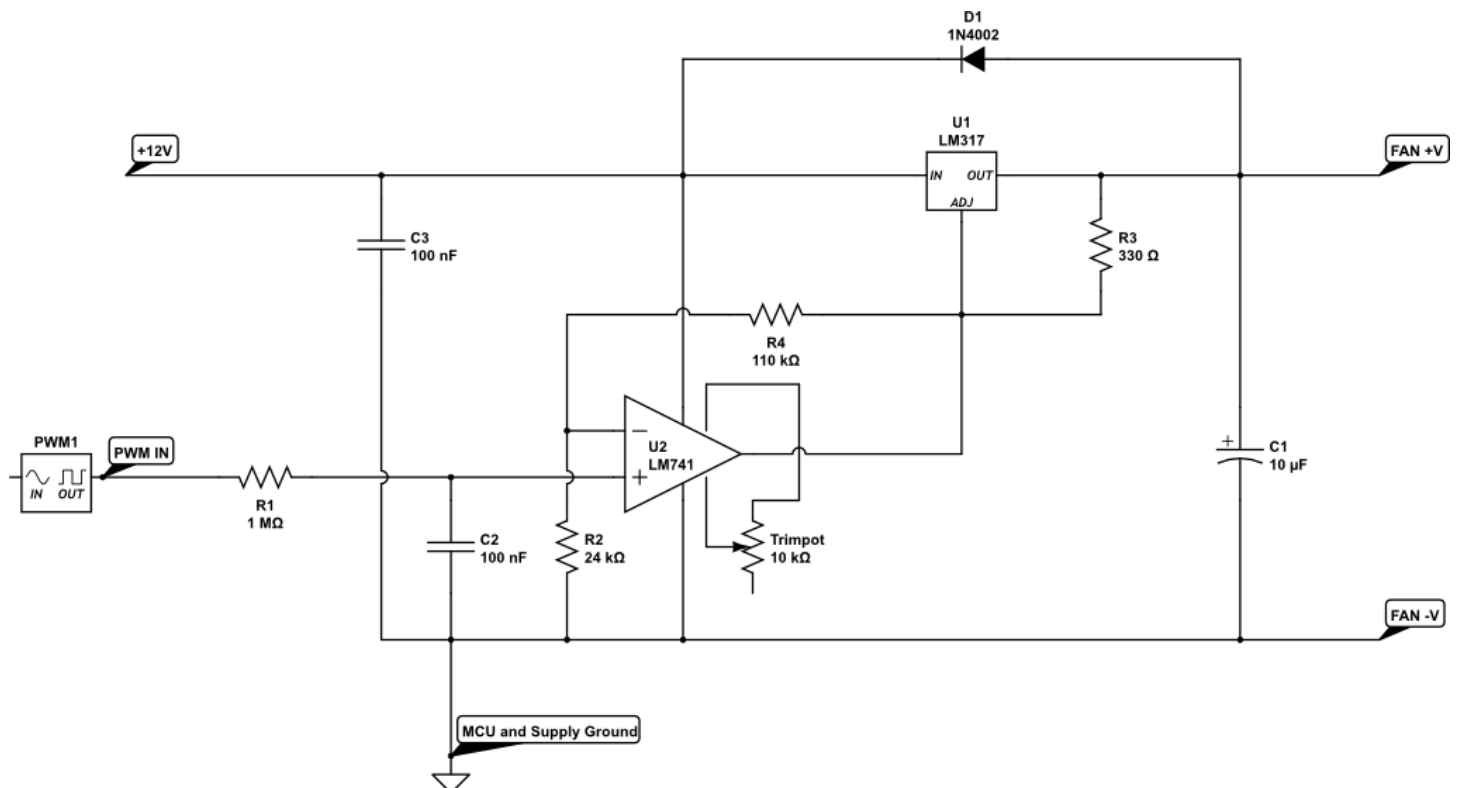 D1
1N4002
U1
LM317
+12V
FAN +V
IN OUT
ADJ
C3
100 nF
R3
330 Ω
R4
110 kΩ
PWM1
PWM IN
U2
LM741
−
+
+
C1
10 µF
IN OUT
R1
1 MΩ
C2
100 nF
R2
24 kΩ
Trimpot
10 kΩ
FAN -V
MCU and Supply Ground